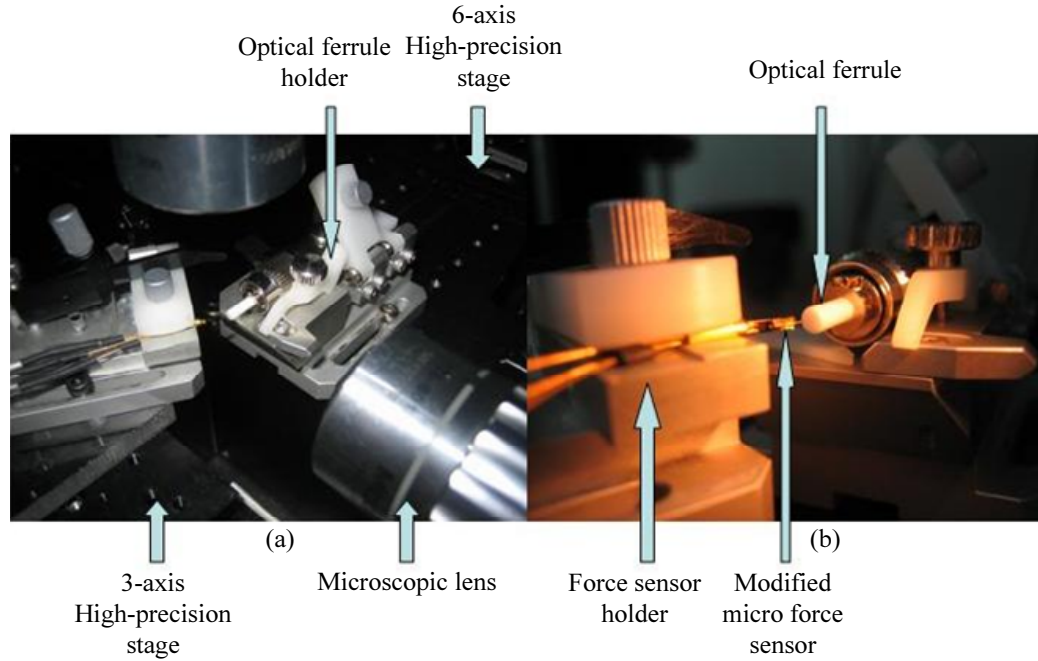 6-axis
High-precision
stage
Optical ferrule
holder
Optical ferrule
(a)
(b)
3-axis
High-precision
stage
Microscopic lens
Force sensor
holder
Modified
micro force
sensor